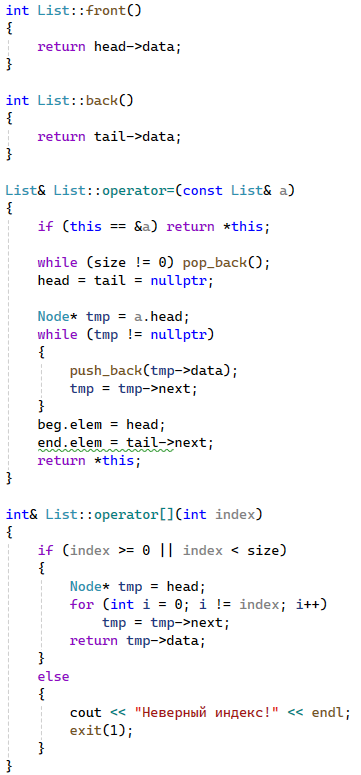 int List::front()
{
    return head->data;
}

int List::back()
{
    return tail->data;
}

List& List::operator=(const List& a)
{
    if (this == &a) return *this;

    while (size != 0) pop_back();
    head = tail = nullptr;

    Node* tmp = a.head;
    while (tmp != nullptr)
    {
        push_back(tmp->data);
        tmp = tmp->next;
    }
    beg.elem = head;
    end.elem = tail->next;
    return *this;
}

int& List::operator[](int index)
{
    if (index >= 0 || index < size)
    {
        Node* tmp = head;
        for (int i = 0; i != index; i++)
            tmp = tmp->next;
        return tmp->data;
    }
    else
    {
        cout << "Неверный индекс!" << endl;
        exit(1);
    }
}